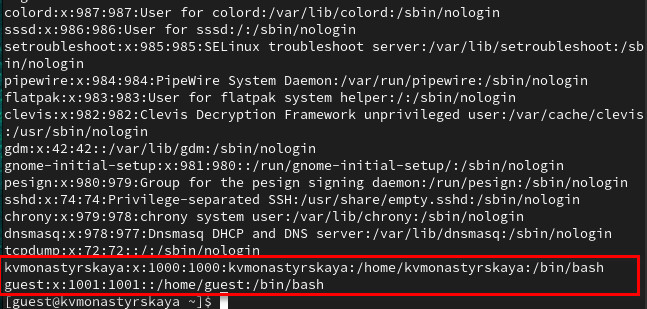 colord:x:987:987:User for colord:/var/lib/colord:/sbin/nologin
sssd:x:986:986:User for sssd:/:/sbin/nologin
setroubleshoot:x:985:985:SELinux troubleshoot server:/var/lib/setroubleshoot:/sb
in/nologin
pipewire:x:984:984:PipeWire System Daemon:/var/run/pipewire:/sbin/nologin
flatpak:x:983:983:User for flatpak system helper:/:/sbin/nologin
clevis:x:982:982:Clevis Decryption Framework unprivileged user:/var/cache/clevis
:/usr/sbin/nologin
gdm:x:42:42::/var/lib/gdm:/sbin/nologin
gnome-initial-setup:x:981:980::/run/gnome-initial-setup/:/sbin/nologin
pesign:x:980:979:Group for the pesign signing daemon:/run/pesign:/sbin/nologin
sshd:x:74:74:Privilege-separated SSH:/usr/share/empty.sshd:/sbin/nologin
chrony:x:979:978:chrony system user:/var/lib/chrony:/sbin/nologin
dnsmasq:x:978:977:Dnsmasq DHCP and DNS server:/var/lib/dnsmasq:/sbin/nologin
tcpdump:x:72:72::/:/sbin/nologin
kvmonastyrskaya:x:1000:1000:kvmonastyrskaya:/home/kvmonastyrskaya:/bin/bash
guest:x:1001:1001::/home/guest:/bin/bash
[guest@kvmonastyrskaya ~]$